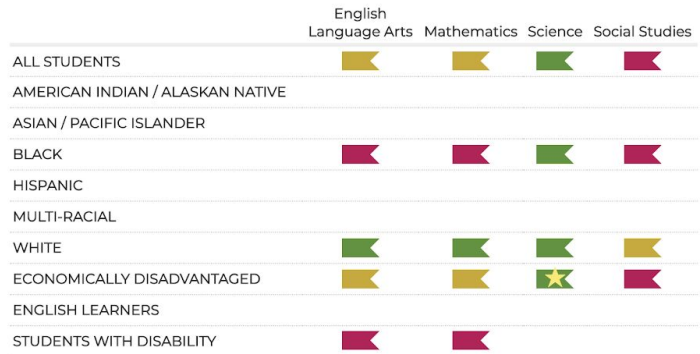 English
Language Arts Mathematics Science Social Studies
ALL STUDENTS
AMERICAN INDIAN / ALASKAN NATIVE
ASIAN / PACIFIC ISLANDER
BLACK
HISPANIC
MULTI-RACIAL
WHITE
ECONOMICALLY DISADVANTAGED
ENGLISH LEARNERS
STUDENTS WITH DISABILITY